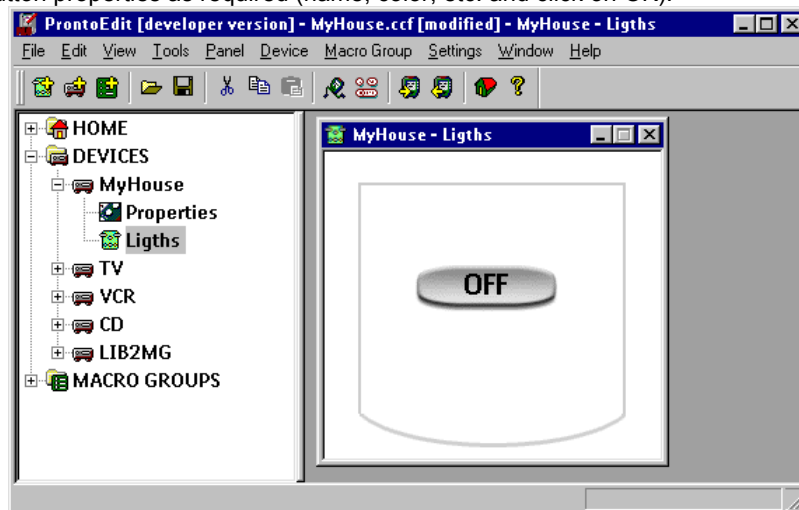 utton properties as required (name, color, etc. and click on OK).
ProntoEdit [developer version] - MyHouse.ccf [modified] - MyHouse - Ligths
File Edit View Tools Panel Device Macro Group Settings Window Help
HOME
DEVICES
MyHouse
Properties
Ligths
TV
VCR
CD
LIB2MG
MACRO GROUPS
MyHouse - Ligths
OFF